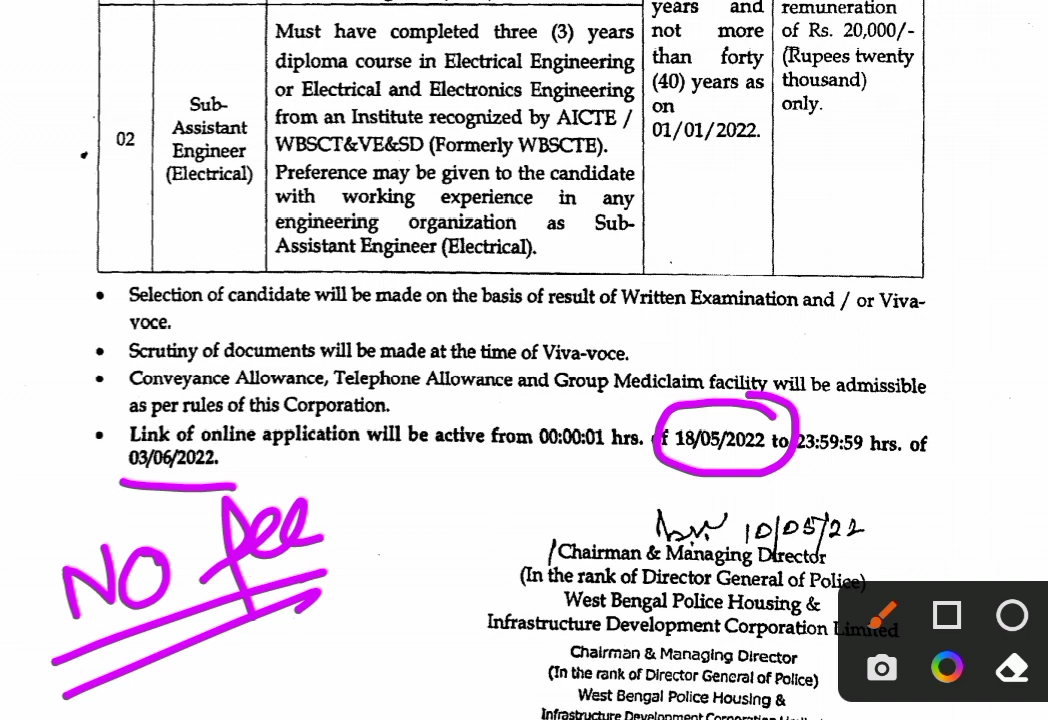 02
Sub-
Assistant
Engineer
(Electrical)
Must have completed three (3) years
diploma course in Electrical Engineering
or Electrical and Electronics Engineering
from an Institute recognized by AICTE /
WBSCT&VE&SD (Formerly WBSCTE).
Preference may be given to the candidate
with working experience in any
engineering organization as Sub-
Assistant Engineer (Electrical).
years and
not more
than forty
(40) years as
on
01/01/2022.
remuneration
of Rs. 20,000/-
(Rupees twenty
thousand)
only.
• Selection of candidate will be made on the basis of result of Written Examination and / or Viva-
voce.
• Scrutiny of documents will be made at the time of Viva-voce.
• Conveyance Allowance, Telephone Allowance and Group Mediclaim facility will be admissible
as per rules of this Corporation.
• Link of online application will be active from 00:00:01 hrs. of 18/05/2022 to 23:59:59 hrs. of
03/06/2022.
NO fee
10/05/22
Chairman & Managing Director
(In the rank of Director General of Police)
West Bengal Police Housing &
Infrastructure Development Corporation Limited
Chairman & Managing Director
(In the rank of Director General of Police)
West Bengal Police Housing &
Infrastructure Development Corporation